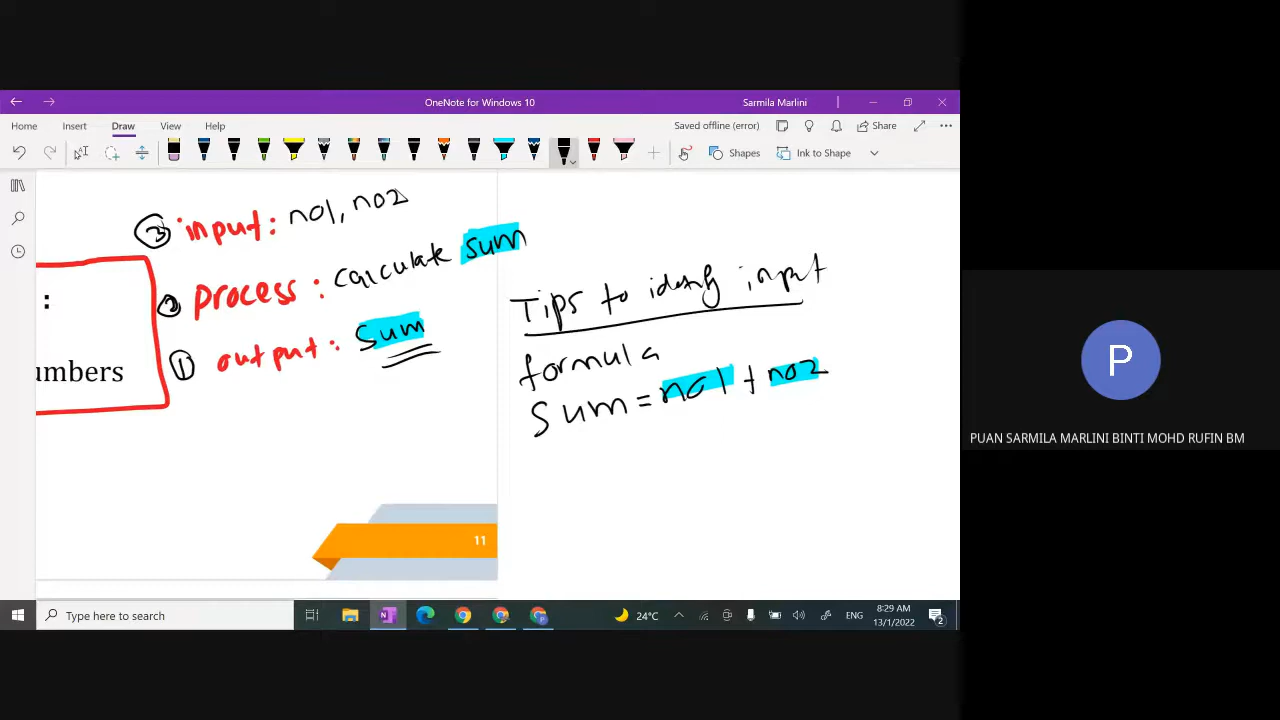 OneNote for Windows 10
Sarmila Marlini
Home Insert Draw View Help
Saved offline (error)
Share
Shapes
Ink to Shape
③ input: no1, no2
② process: calculate sum
① output: sum
:
umbers
Tips to identify input
formula
Sum = no1 + no2
11
P
PUAN SARMILA MARLINI BINTI MOHD RUFIN BM
Type here to search
24°C
ENG
8:29 AM
13/1/2022
2